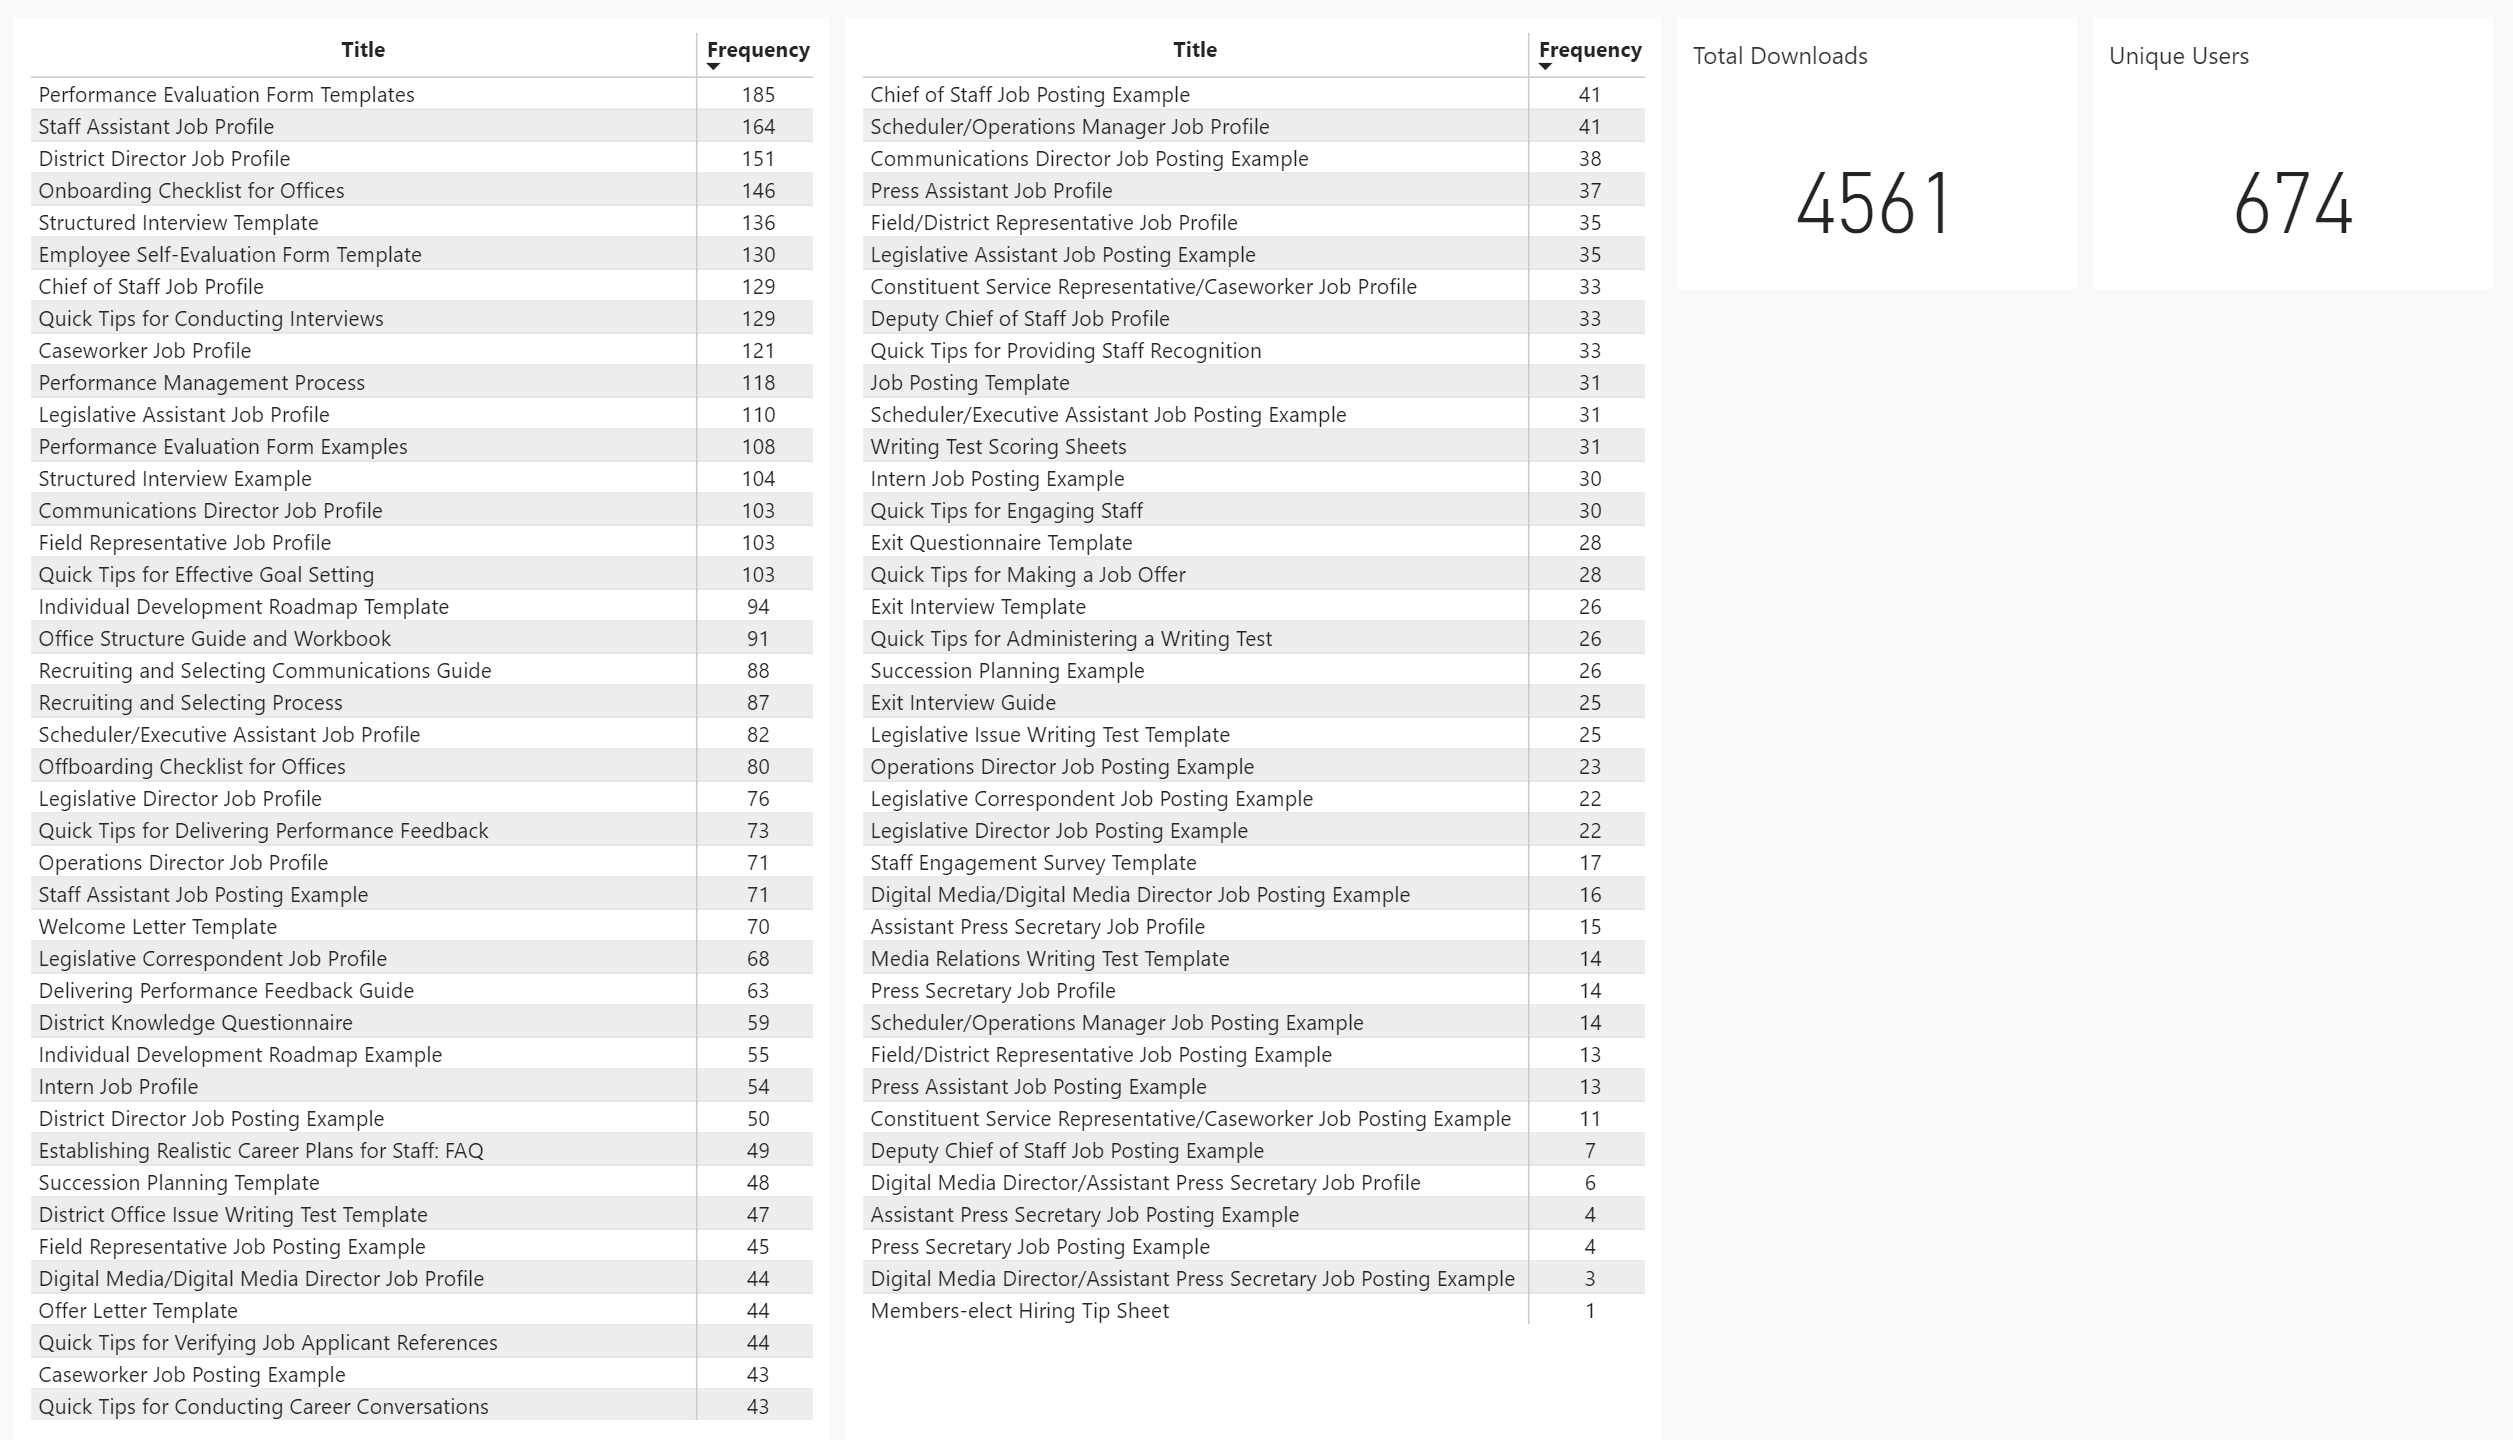 Title Frequency
Performance Evaluation Form Templates 185
Staff Assistant Job Profile 164
District Director Job Profile 151
Onboarding Checklist for Offices 146
Structured Interview Template 136
Employee Self-Evaluation Form Template 130
Chief of Staff Job Profile 129
Quick Tips for Conducting Interviews 129
Caseworker Job Profile 121
Performance Management Process 118
Legislative Assistant Job Profile 110
Performance Evaluation Form Examples 108
Structured Interview Example 104
Communications Director Job Profile 103
Field Representative Job Profile 103
Quick Tips for Effective Goal Setting 103
Individual Development Roadmap Template 94
Office Structure Guide and Workbook 91
Recruiting and Selecting Communications Guide 88
Recruiting and Selecting Process 87
Scheduler/Executive Assistant Job Profile 82
Offboarding Checklist for Offices 80
Legislative Director Job Profile 76
Quick Tips for Delivering Performance Feedback 73
Operations Director Job Profile 71
Staff Assistant Job Posting Example 71
Welcome Letter Template 70
Legislative Correspondent Job Profile 68
Delivering Performance Feedback Guide 63
District Knowledge Questionnaire 59
Individual Development Roadmap Example 55
Intern Job Profile 54
District Director Job Posting Example 50
Establishing Realistic Career Plans for Staff: FAQ 49
Succession Planning Template 48
District Office Issue Writing Test Template 47
Field Representative Job Posting Example 45
Digital Media/Digital Media Director Job Profile 44
Offer Letter Template 44
Quick Tips for Verifying Job Applicant References 44
Caseworker Job Posting Example 43
Quick Tips for Conducting Career Conversations 43
Title Frequency
Chief of Staff Job Posting Example 41
Scheduler/Operations Manager Job Profile 41
Communications Director Job Posting Example 38
Press Assistant Job Profile 37
Field/District Representative Job Profile 35
Legislative Assistant Job Posting Example 35
Constituent Service Representative/Caseworker Job Profile 33
Deputy Chief of Staff Job Profile 33
Quick Tips for Providing Staff Recognition 33
Job Posting Template 31
Scheduler/Executive Assistant Job Posting Example 31
Writing Test Scoring Sheets 31
Intern Job Posting Example 30
Quick Tips for Engaging Staff 30
Exit Questionnaire Template 28
Quick Tips for Making a Job Offer 28
Exit Interview Template 26
Quick Tips for Administering a Writing Test 26
Succession Planning Example 26
Exit Interview Guide 25
Legislative Issue Writing Test Template 25
Operations Director Job Posting Example 23
Legislative Correspondent Job Posting Example 22
Legislative Director Job Posting Example 22
Staff Engagement Survey Template 17
Digital Media/Digital Media Director Job Posting Example 16
Assistant Press Secretary Job Profile 15
Media Relations Writing Test Template 14
Press Secretary Job Profile 14
Scheduler/Operations Manager Job Posting Example 14
Field/District Representative Job Posting Example 13
Press Assistant Job Posting Example 13
Constituent Service Representative/Caseworker Job Posting Example 11
Deputy Chief of Staff Job Posting Example 7
Digital Media Director/Assistant Press Secretary Job Profile 6
Assistant Press Secretary Job Posting Example 4
Press Secretary Job Posting Example 4
Digital Media Director/Assistant Press Secretary Job Posting Example 3
Members-elect Hiring Tip Sheet 1
Total Downloads
4561
Unique Users
674